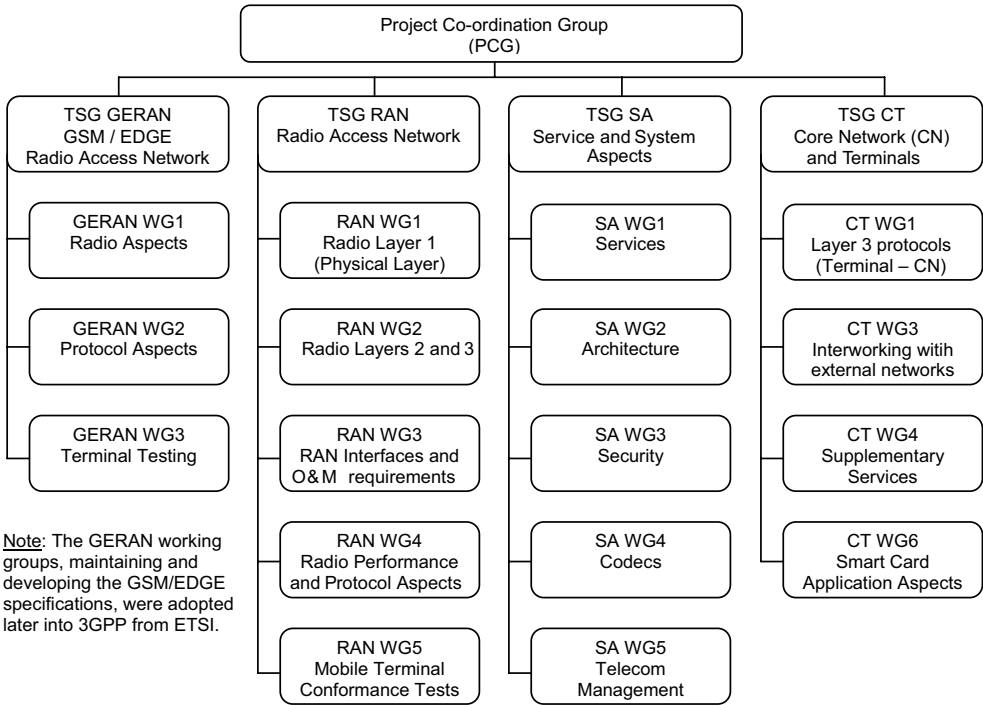 Project Co-ordination Group
(PCG)
TSG GERAN
GSM / EDGE
Radio Access Network
TSG RAN
Radio Access Network
TSG SA
Service and System
Aspects
TSG CT
Core Network (CN)
and Terminals
GERAN WG1
Radio Aspects
GERAN WG2
Protocol Aspects
GERAN WG3
Terminal Testing
Note: The GERAN working
groups, maintaining and
developing the GSM/EDGE
specifications, were adopted
later into 3GPP from ETSI.
RAN WG1
Radio Layer 1
(Physical Layer)
RAN WG2
Radio Layers 2 and 3
RAN WG3
RAN Interfaces and
O&M requirements
RAN WG4
Radio Performance
and Protocol Aspects
RAN WG5
Mobile Terminal
Conformance Tests
SA WG1
Services
SA WG2
Architecture
SA WG3
Security
SA WG4
Codecs
SA WG5
Telecom
Management
CT WG1
Layer 3 protocols
(Terminal – CN)
CT WG3
Interworking witih
external networks
CT WG4
Supplementary
Services
CT WG6
Smart Card
Application Aspects